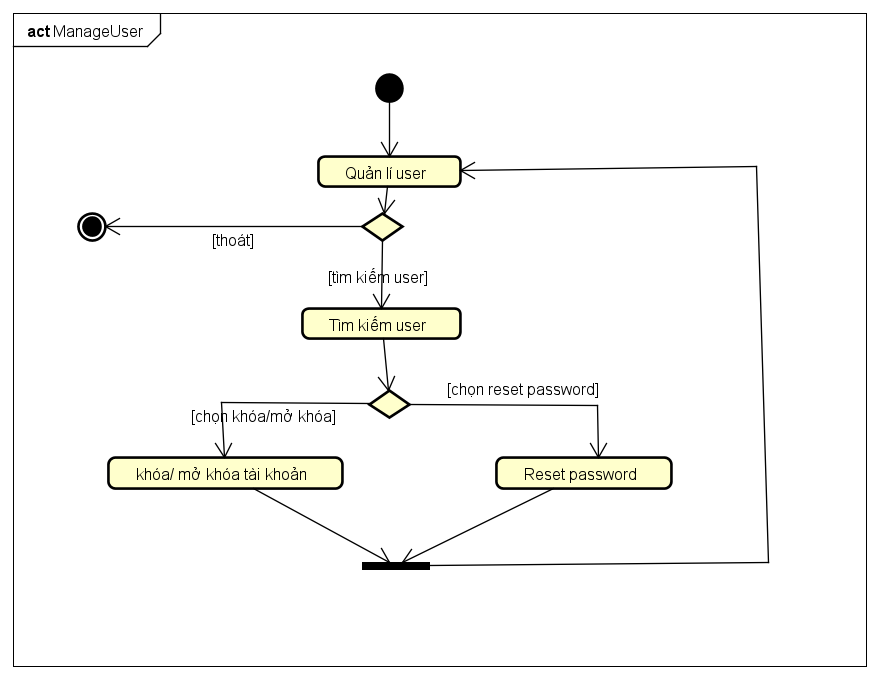 act ManageUser
Quản lí user
[thoát]
[tìm kiếm user]
Tìm kiếm user
[chọn reset password]
[chọn khóa/mở khóa]
khóa/ mở khóa tài khoản
Reset password